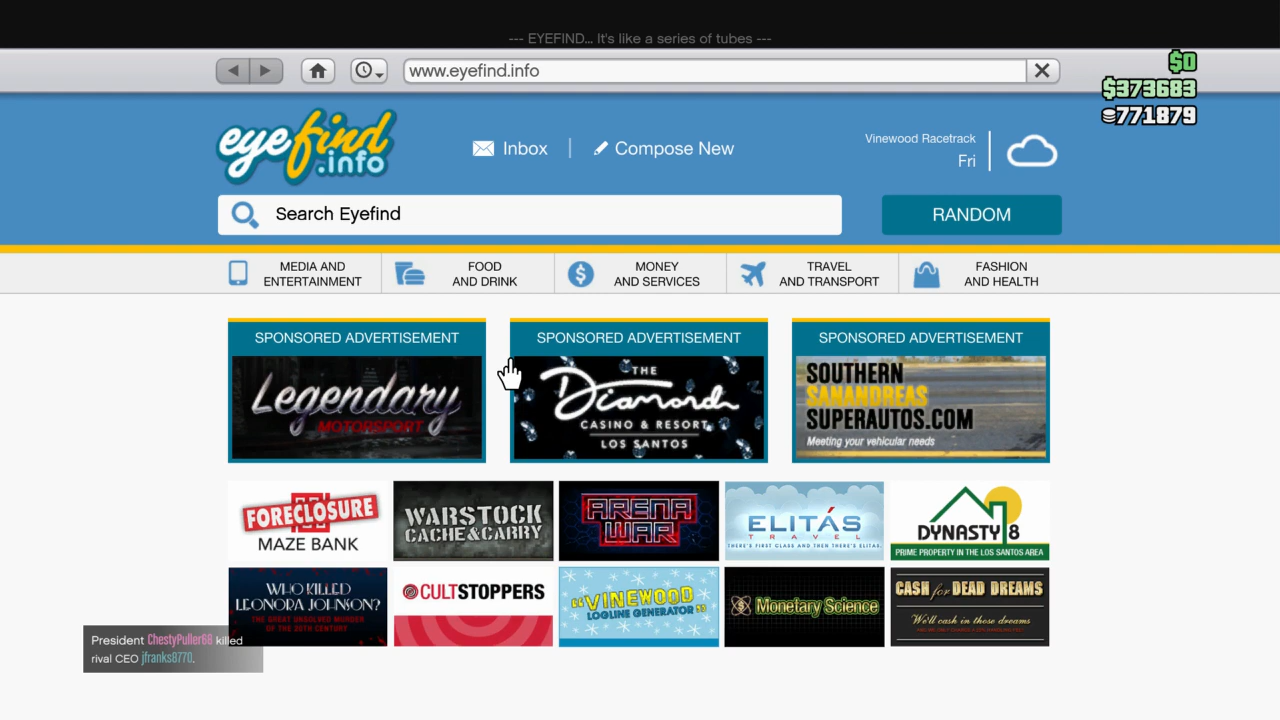 --- EYEFIND... It's like a series of tubes ---
www.eyefind.info
$0
$373683
771879
eyefind
.info
Inbox
Compose New
Vinewood Racetrack
Fri
Search Eyefind
RANDOM
MEDIA AND
ENTERTAINMENT
FOOD
AND DRINK
MONEY
AND SERVICES
TRAVEL
AND TRANSPORT
FASHION
AND HEALTH
SPONSORED ADVERTISEMENT
Legendary
MOTORSPORT
SPONSORED ADVERTISEMENT
THE
Diamond
CASINO & RESORT
LOS SANTOS
SPONSORED ADVERTISEMENT
SOUTHERN
SANANDREAS
SUPERAUTOS.COM
Meeting your vehicular needs
FORECLOSURE
MAZE BANK
WARSTOCK
CACHE&CARRY
ARENA
WAR
ELITÁS
TRAVEL
THERE'S FIRST CLASS AND THEN THERE'S ELITAS.
DYNASTY 8
PRIME PROPERTY IN THE LOS SANTOS AREA
WHO KILLED
LEONORA JOHNSON?
THE GREAT UNSOLVED MURDER
OF THE 20TH CENTURY
CULTSTOPPERS
"VINEWOOD
LOGLINE GENERATOR"
Monetary Science
CASH for DEAD DREAMS
We'll cash in those dreams
President ChestyPuller68 killed
rival CEO jfranks8770.